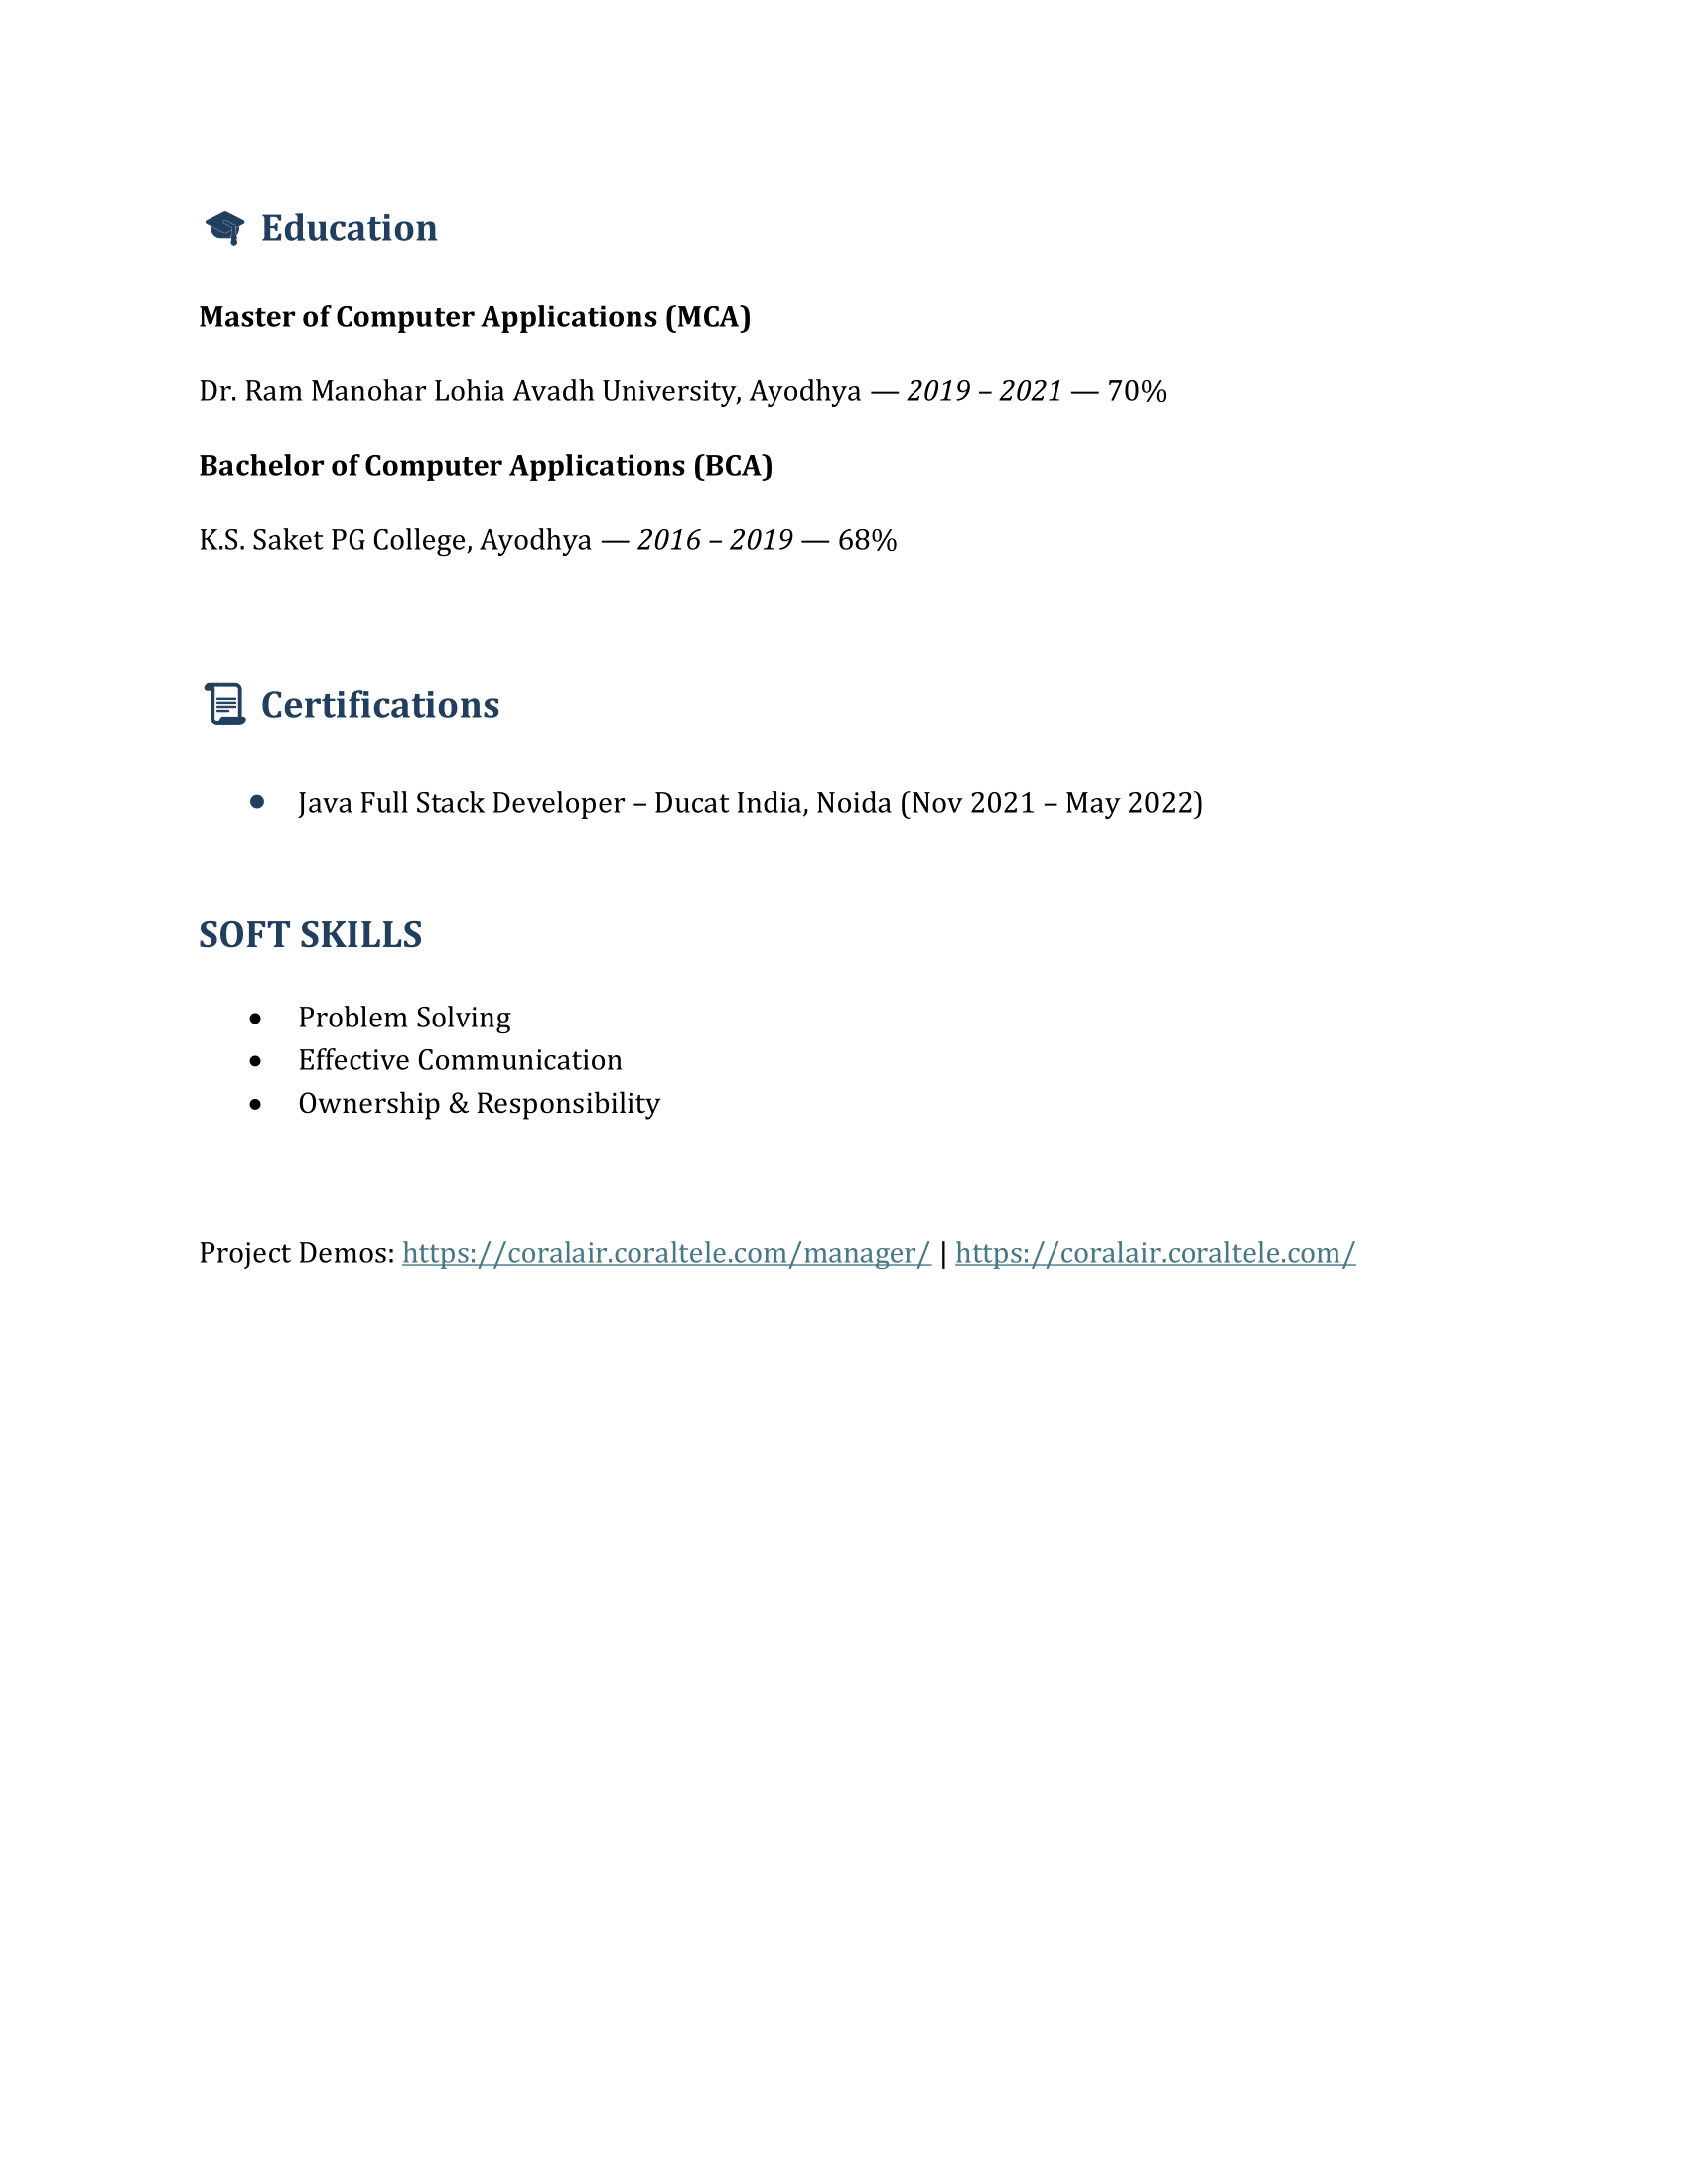 Education
Master of Computer Applications (MCA)
Dr. Ram Manohar Lohia Avadh University, Ayodhya — 2019 – 2021 — 70%
Bachelor of Computer Applications (BCA)
K.S. Saket PG College, Ayodhya — 2016 – 2019 — 68%
Certifications
• Java Full Stack Developer – Ducat India, Noida (Nov 2021 – May 2022)
SOFT SKILLS
• Problem Solving
• Effective Communication
• Ownership & Responsibility
Project Demos: https://coralair.coraltele.com/manager/ | https://coralair.coraltele.com/